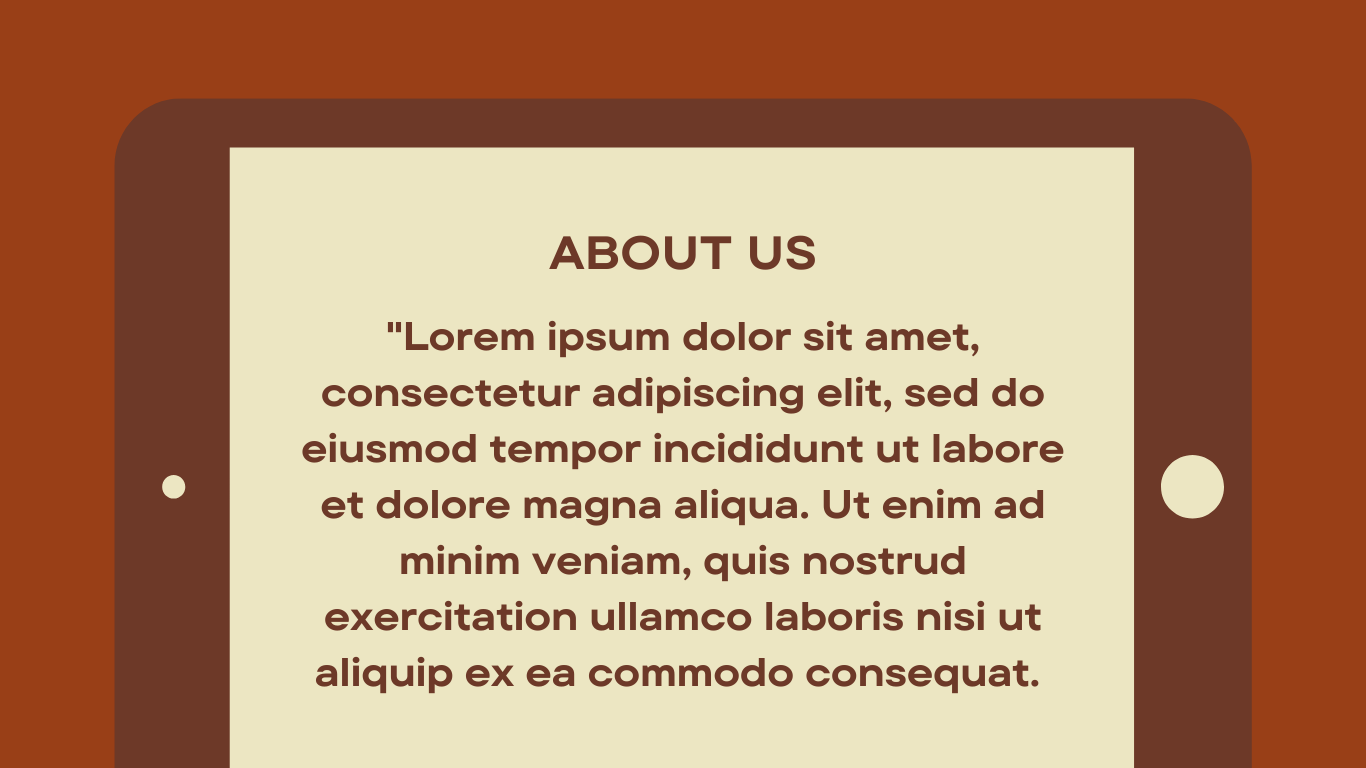 ABOUT US
"Lorem ipsum dolor sit amet,
consectetur adipiscing elit, sed do
eiusmod tempor incididunt ut labore
et dolore magna aliqua. Ut enim ad
minim veniam, quis nostrud
exercitation ullamco laboris nisi ut
aliquip ex ea commodo consequat.